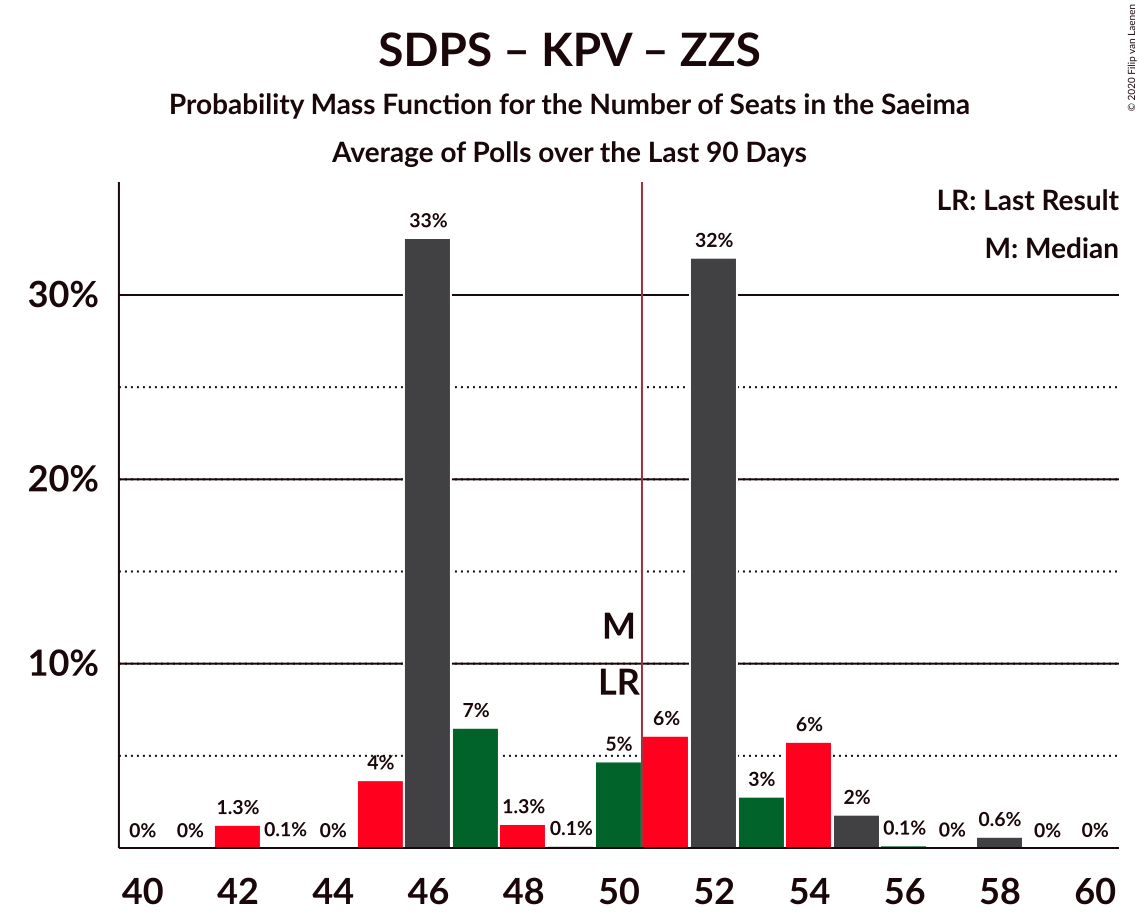 SDPS – KPV – ZZS
Probability Mass Function for the Number of Seats in the Saeima
Average of Polls over the Last 90 Days
© 2020 Filip van Laenen
LR: Last Result
M: Median
30%
20%
10%
M
LR
0%
0%
1.3%
0.1%
0%
4%
33%
7%
1.3%
0.1%
5%
6%
32%
3%
6%
2%
0.1%
0%
0.6%
0%
0%
40 42 44 46 48 50 52 54 56 58 60